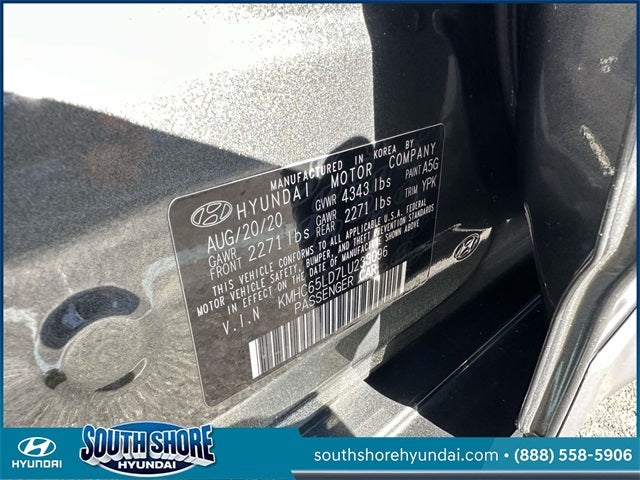 MANUFACTURED IN KOREA BY
HYUNDAI MOTOR COMPANY
AUG/20/20 GVWR 4343 lbs PAINT A5G
GAWR FRONT 2271 lbs GAWR REAR 2271 lbs TRIM YPK
THIS VEHICLE CONFORMS TO ALL APPLICABLE U.S.A. FEDERAL
MOTOR VEHICLE SAFETY, BUMPER, AND THEFT PREVENTION STANDARDS
IN EFFECT ON THE DATE OF MANUFACTURE SHOWN ABOVE
V.I.N KMHC65LD7LU235096
PASSENGER CAR
HYUNDAI
SOUTH SHORE
HYUNDAI
southshorehyundai.com • (888) 558-5906